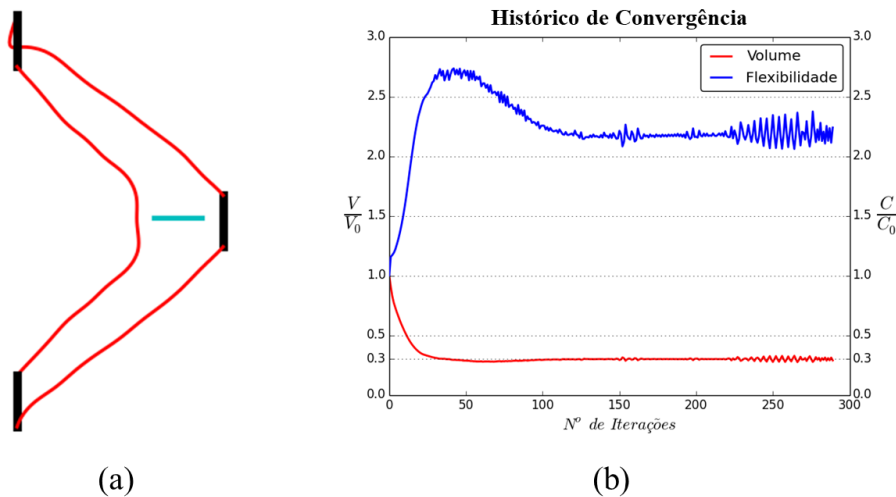 Histórico de Convergência
3.0 3.0
Volume
Flexibilidade
2.5 2.5
2.0 2.0
V/V₀ 1.5 1.5 C/C₀
1.0 1.0
0.5 0.5
0.3 0.3
0.0 0.0
0 50 100 150 200 250 300
Nº de Iterações
(a) (b)